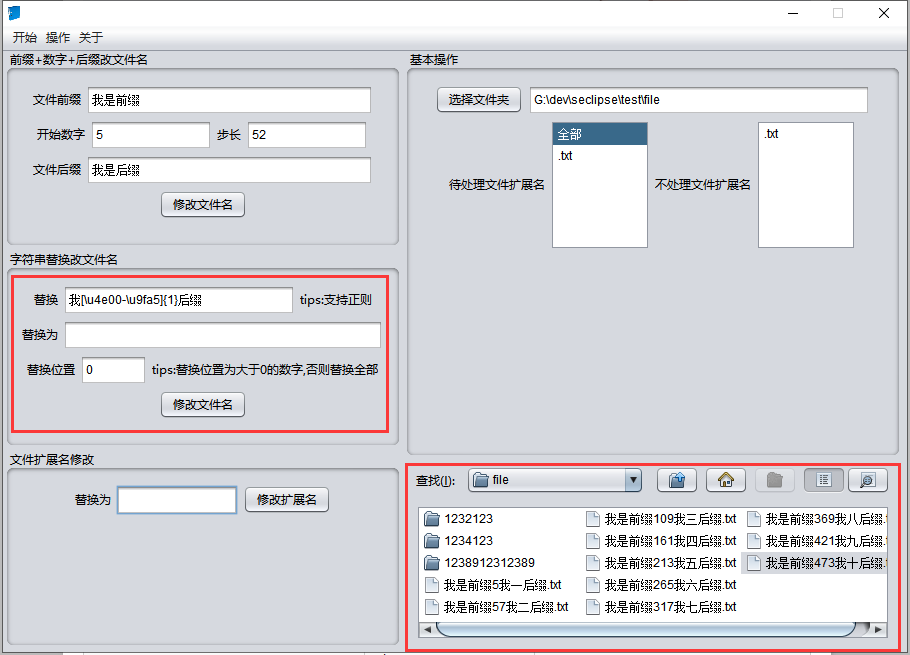 开始 操作 关于
前缀+数字+后缀改文件名
文件前缀 我是前缀
开始数字 5 步长 52
文件后缀 我是后缀
修改文件名
字符串替换改文件名
替换 我[\u4e00-\u9fa5]{1}后缀 tips:支持正则
替换为
替换位置 0 tips:替换位置为大于0的数字,否则替换全部
修改文件名
文件扩展名修改
替换为 修改扩展名
基本操作
选择文件夹 G:\dev\seclipse\test\file
待处理文件扩展名 全部
.txt
不处理文件扩展名 .txt
查找(I): file
1232123
1234123
1238912312389
我是前缀5我一后缀.txt
我是前缀57我二后缀.txt
我是前缀109我三后缀.txt
我是前缀161我四后缀.txt
我是前缀213我五后缀.txt
我是前缀265我六后缀.txt
我是前缀317我七后缀.txt
我是前缀369我八后缀.
我是前缀421我九后缀.
我是前缀473我十后缀.